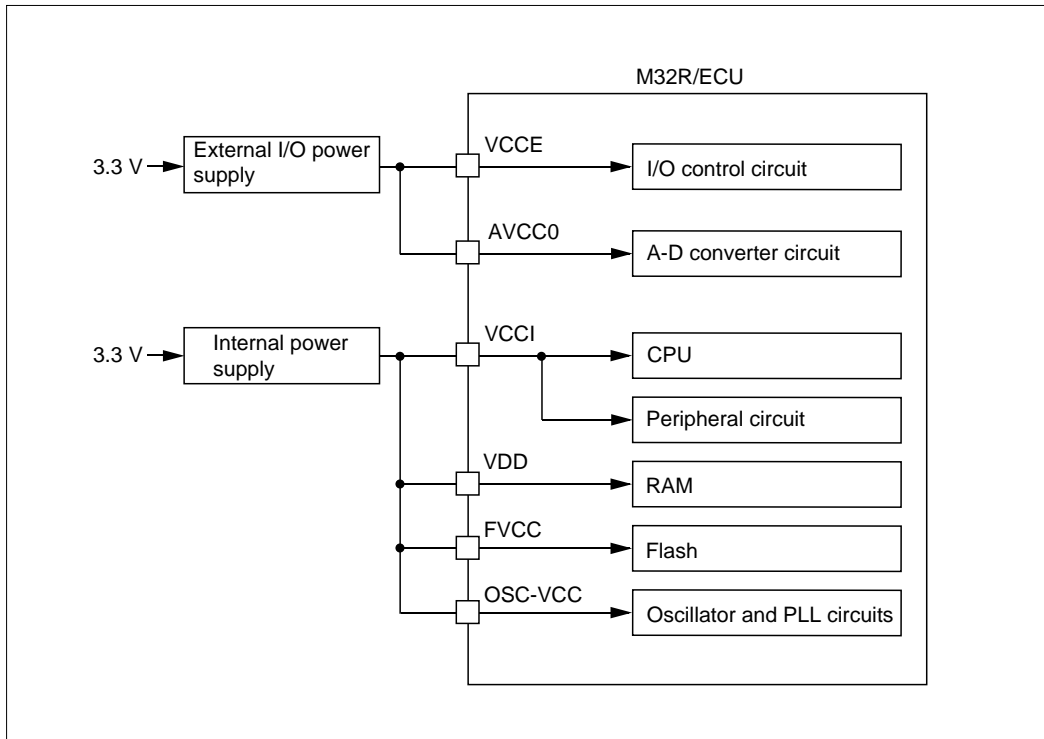 M32R/ECU
3.3 V
External I/O power
supply
VCCE
I/O control circuit
AVCC0
A-D converter circuit
3.3 V
Internal power
supply
VCCI
CPU
Peripheral circuit
VDD
RAM
FVCC
Flash
OSC-VCC
Oscillator and PLL circuits